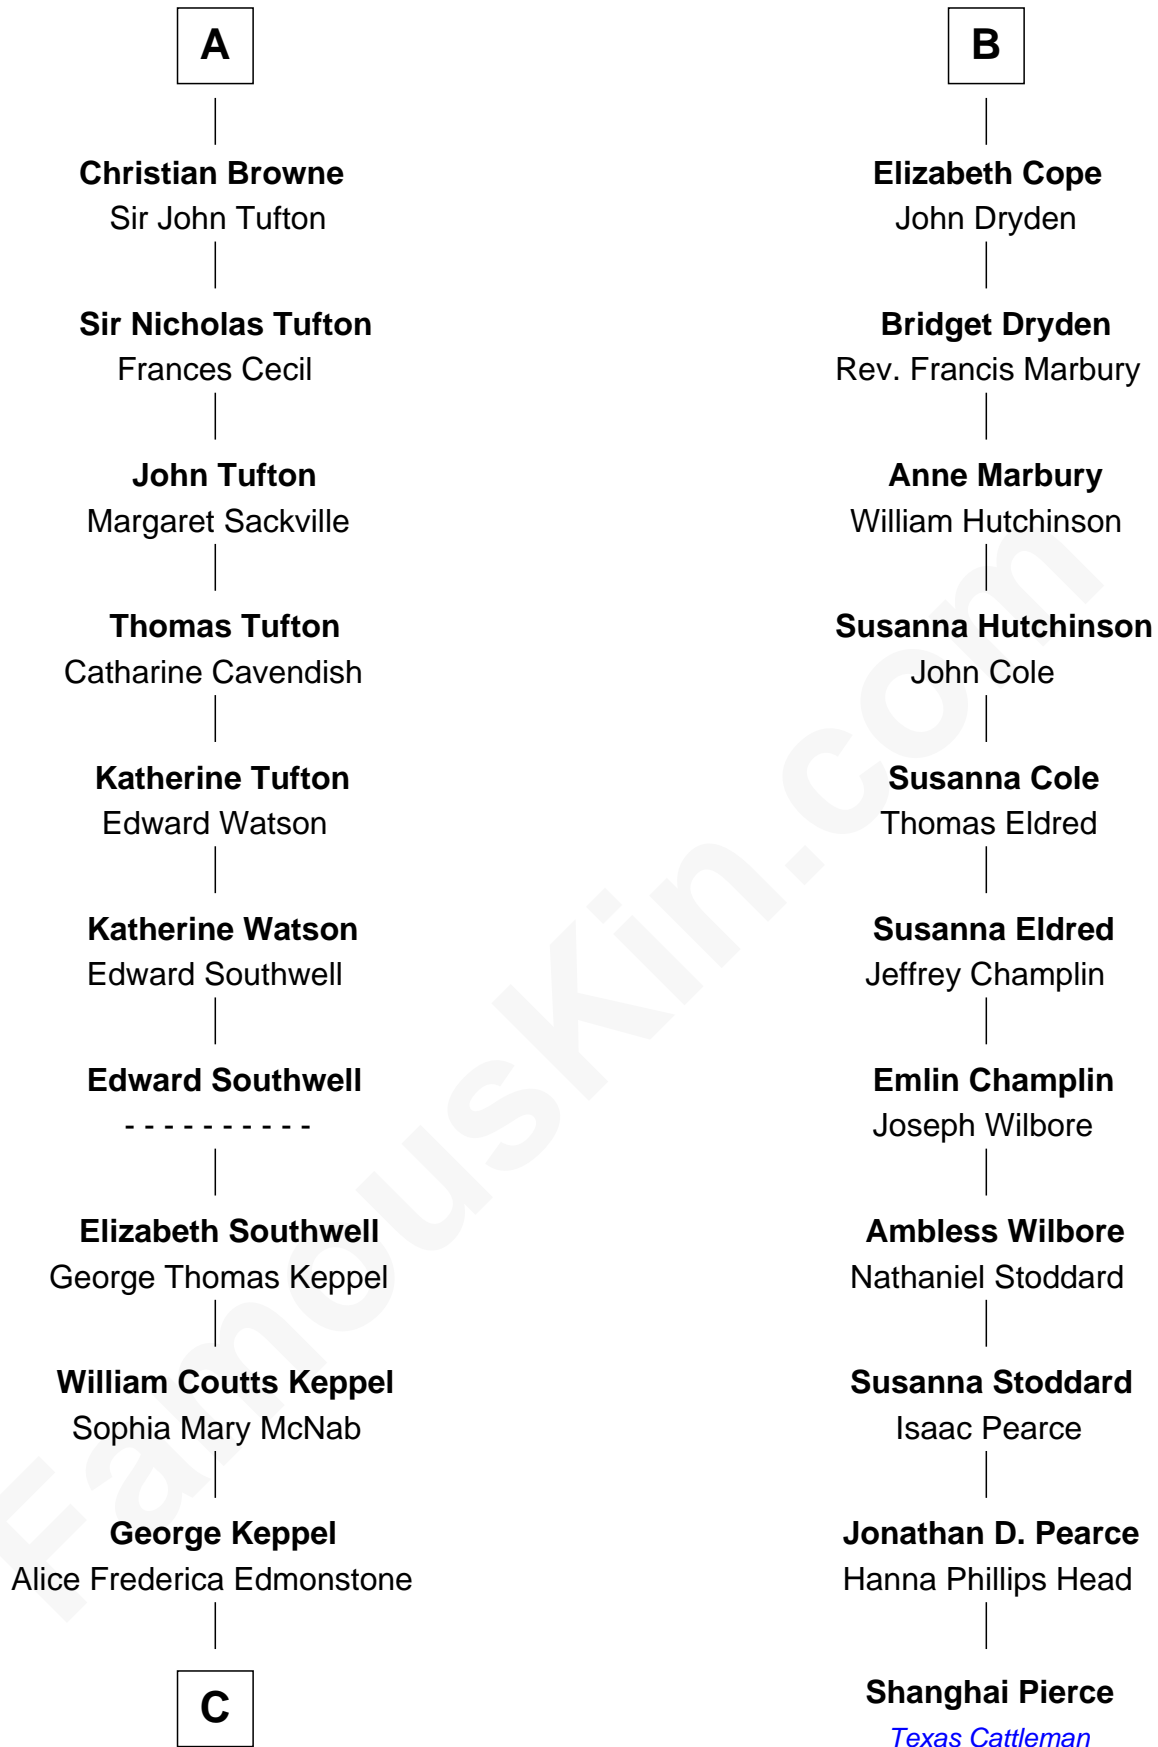 A
Christian Browne
Sir John Tufton
Sir Nicholas Tufton
Frances Cecil
John Tufton
Margaret Sackville
Thomas Tufton
Catharine Cavendish
Katherine Tufton
Edward Watson
Katherine Watson
Edward Southwell
Edward Southwell
- - - - - - - - - -
Elizabeth Southwell
George Thomas Keppel
William Coutts Keppel
Sophia Mary McNab
George Keppel
Alice Frederica Edmonstone
C
B
Elizabeth Cope
John Dryden
Bridget Dryden
Rev. Francis Marbury
Anne Marbury
William Hutchinson
Susanna Hutchinson
John Cole
Susanna Cole
Thomas Eldred
Susanna Eldred
Jeffrey Champlin
Emlin Champlin
Joseph Wilbore
Ambless Wilbore
Nathaniel Stoddard
Susanna Stoddard
Isaac Pearce
Jonathan D. Pearce
Hanna Phillips Head
Shanghai Pierce
Texas Cattleman
FamousKin.com